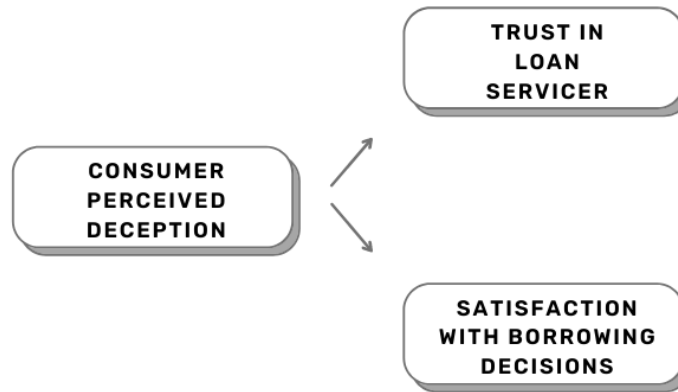 TRUST IN
LOAN
SERVICER
CONSUMER
PERCEIVED
DECEPTION
SATISFACTION
WITH BORROWING
DECISIONS